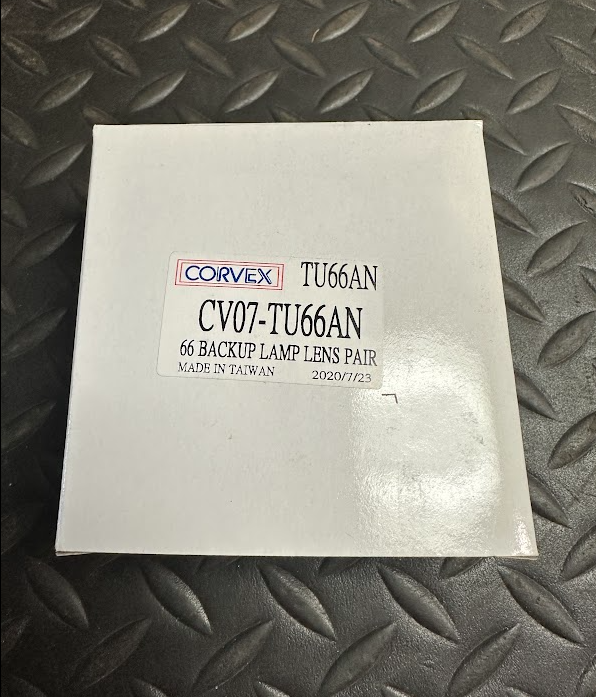 CORVEX TU66AN
CV07-TU66AN
66 BACKUP LAMP LENS PAIR
MADE IN TAIWAN 2020/7/23